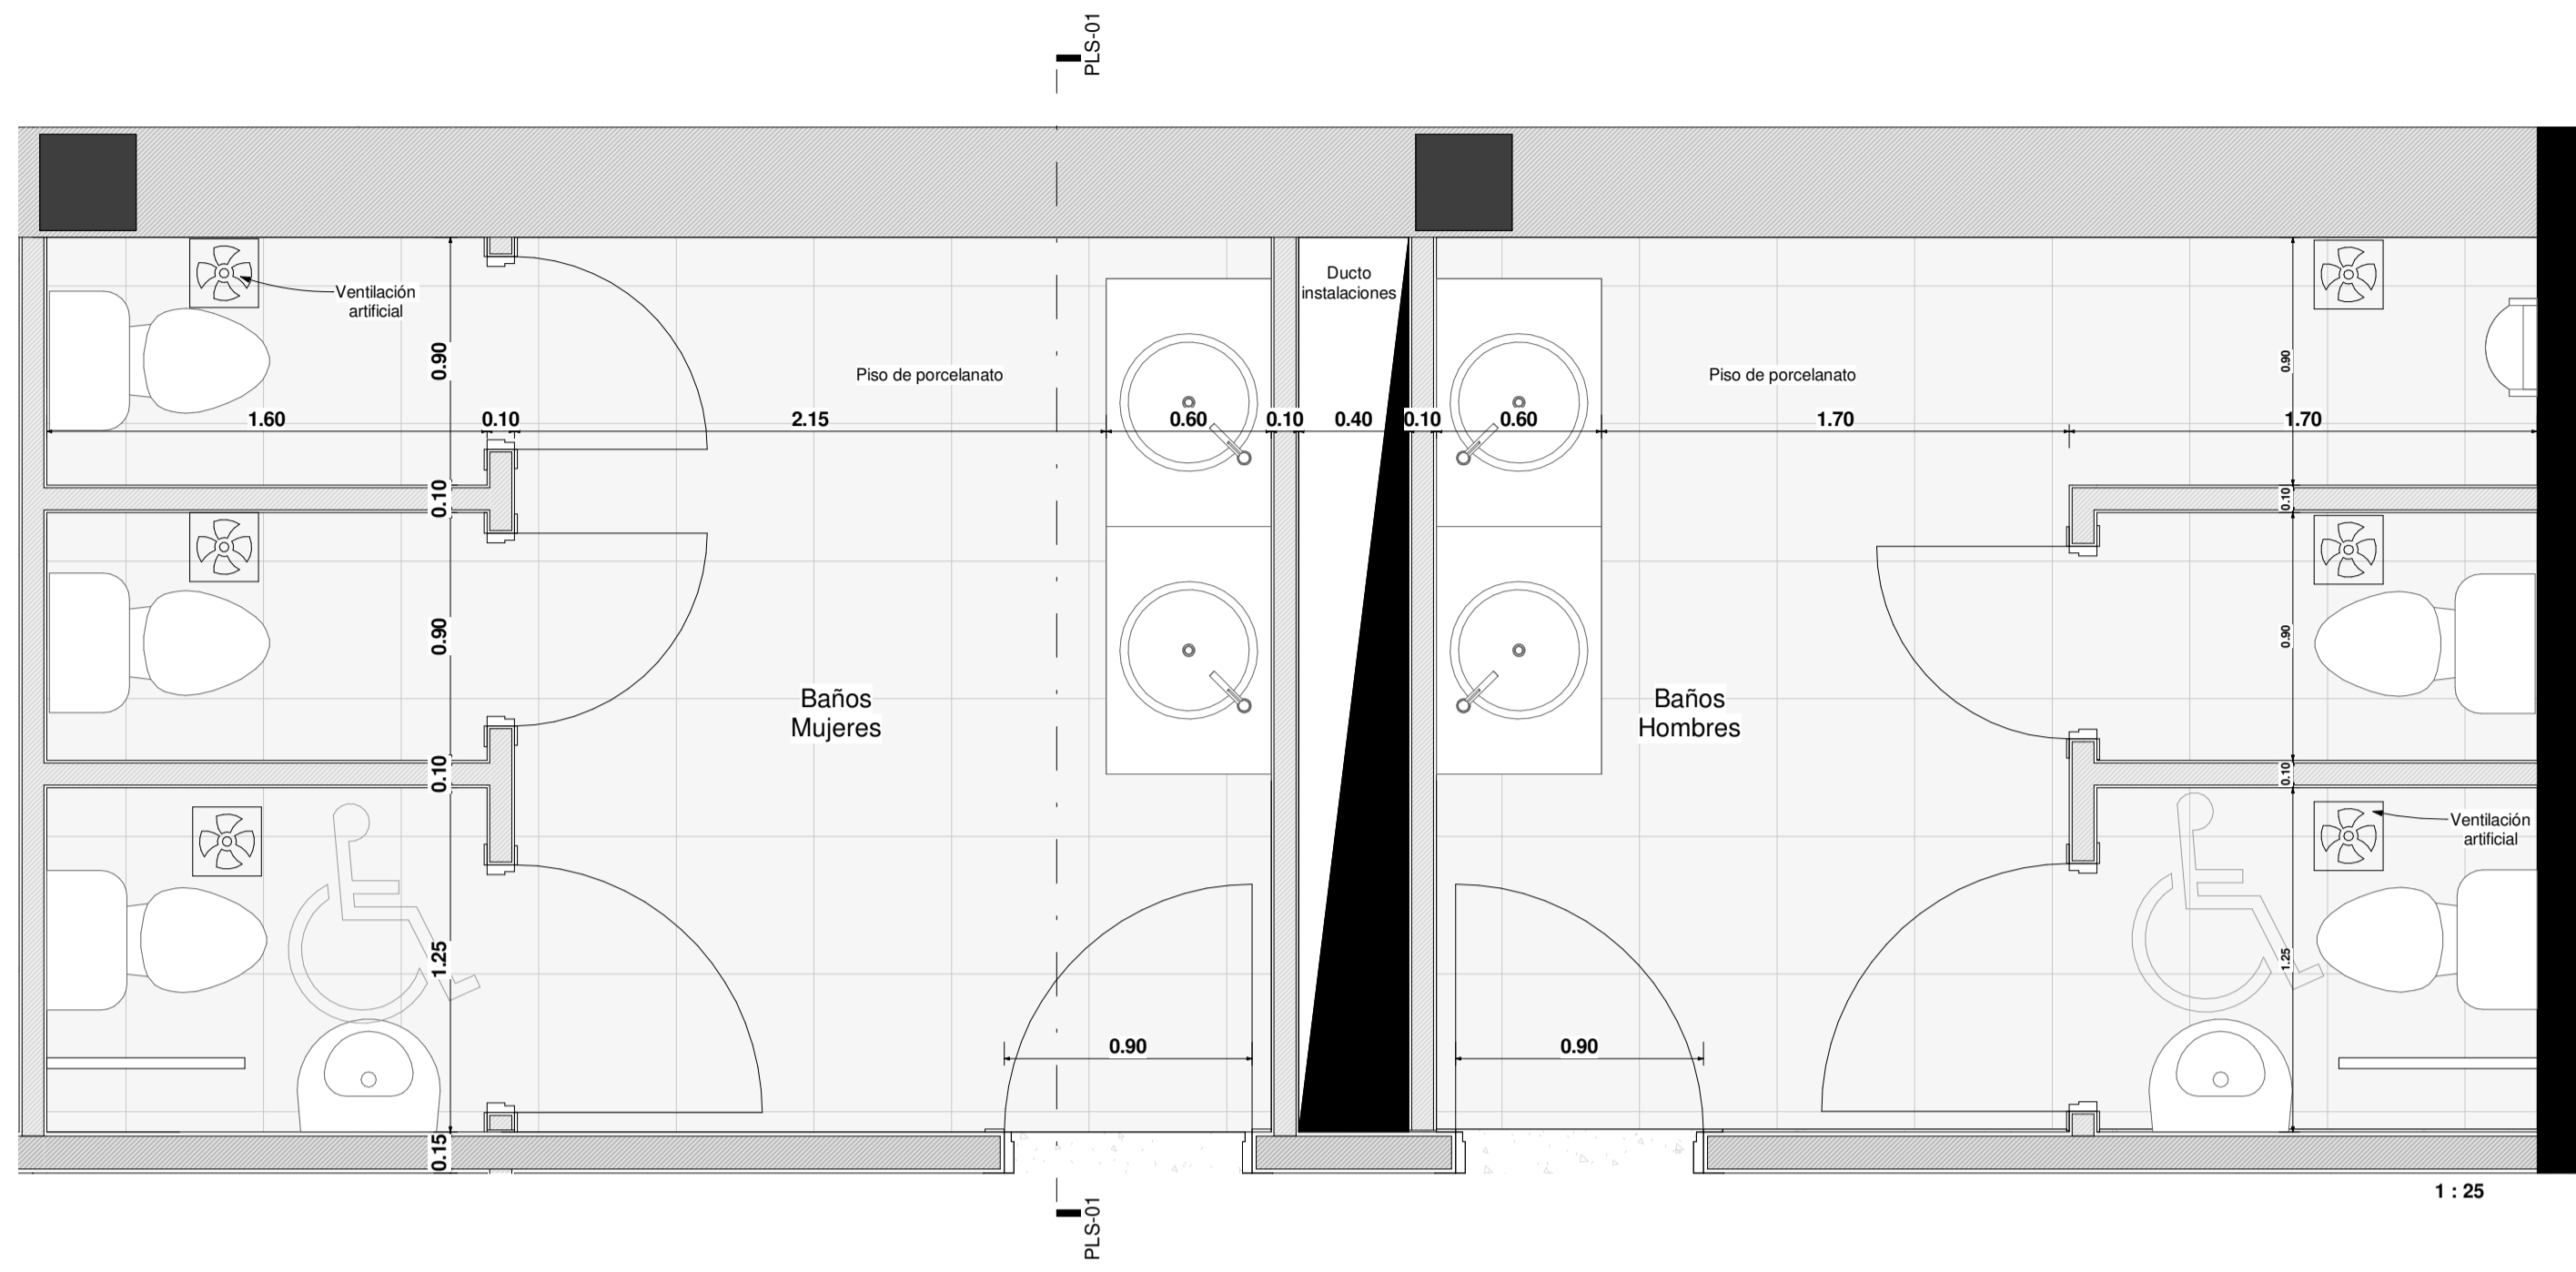 PLS-01
Ducto
instalaciones
Ventilación
artificial
Piso de porcelanato
Piso de porcelanato
0.90
0.90
1.60
0.10
2.15
0.60
0.10
0.40
0.10
0.60
1.70
1.70
0.10
0.10
0.90
0.90
Baños
Mujeres
Baños
Hombres
0.10
0.10
Ventilación
artificial
1.25
1.25
0.90
0.90
0.15
1 : 25
PLS-01